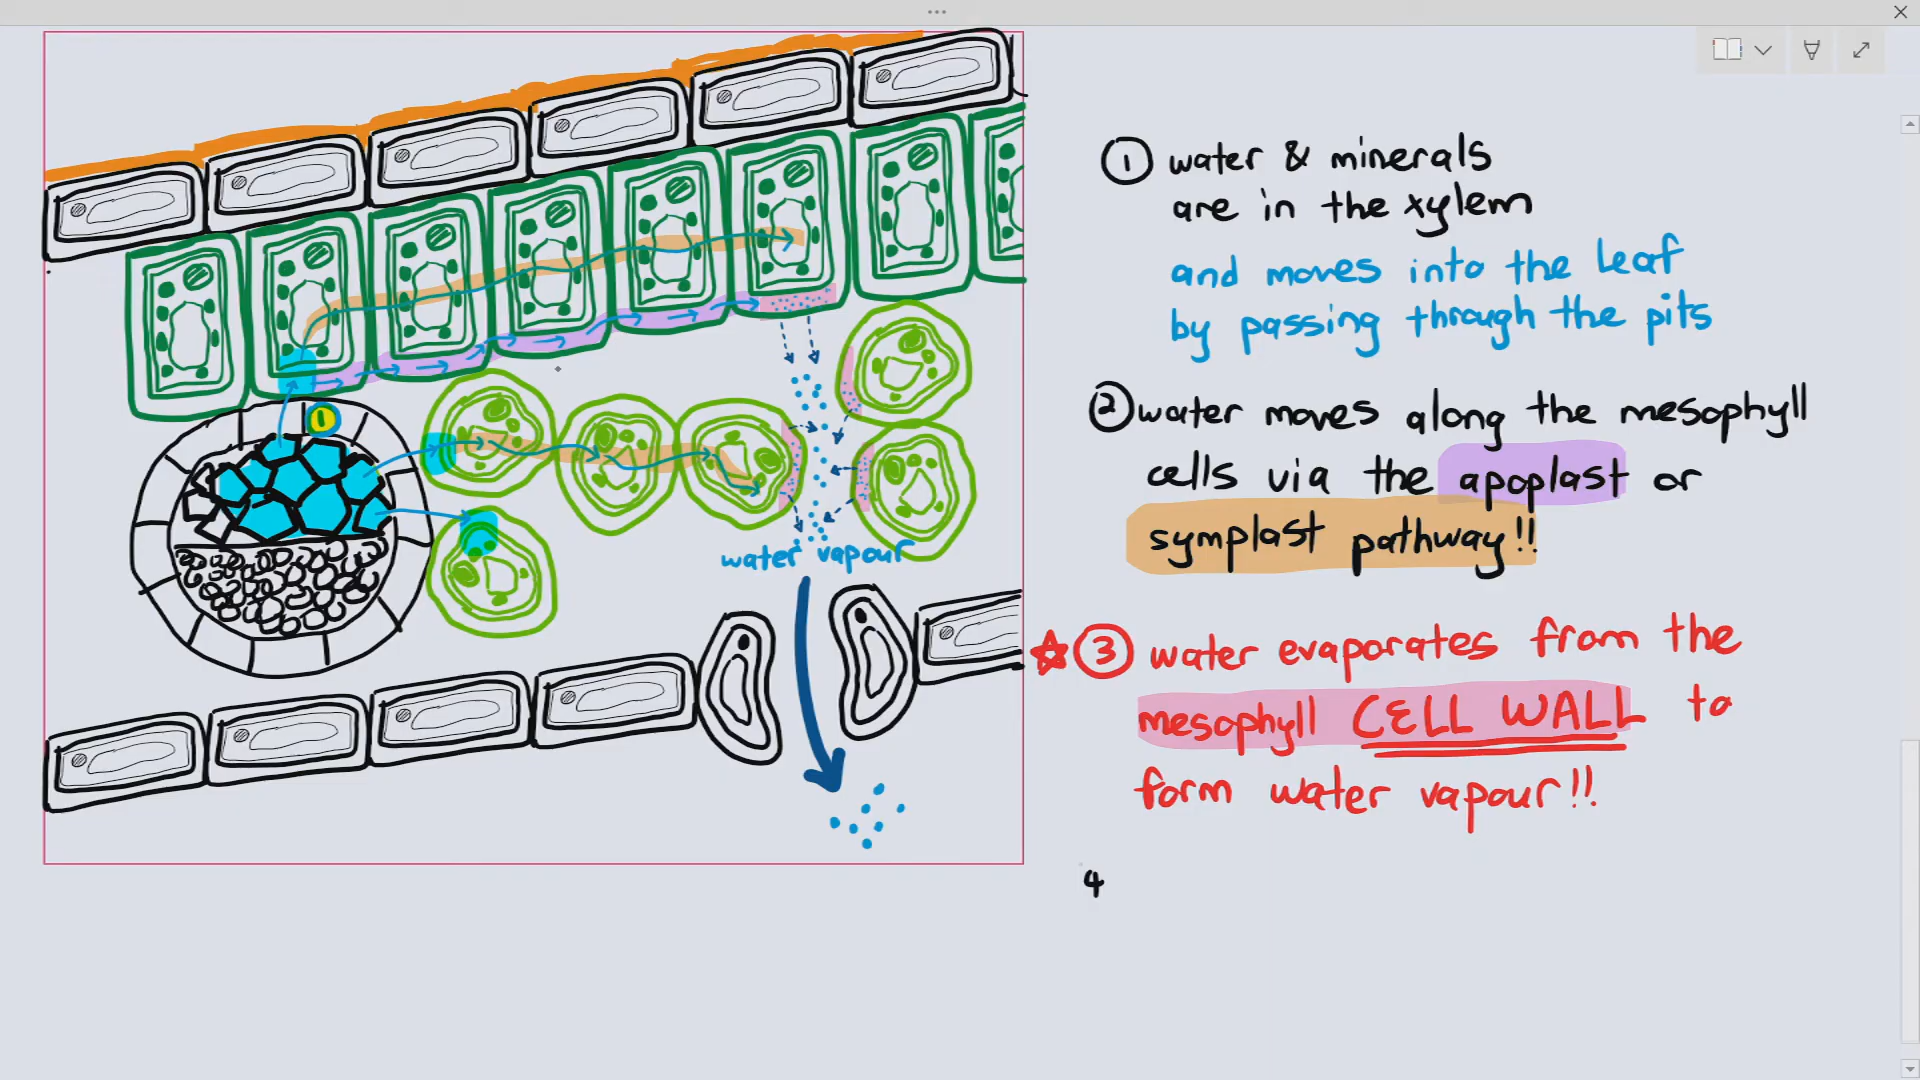 ① water & minerals
are in the xylem
and moves into the leaf
by passing through the pits
② water moves along the mesophyll
cells via the apoplast or
symplast pathway!!
③ water evaporates from the
mesophyll CELL WALL to
form water vapour!!
4
1
water vapour